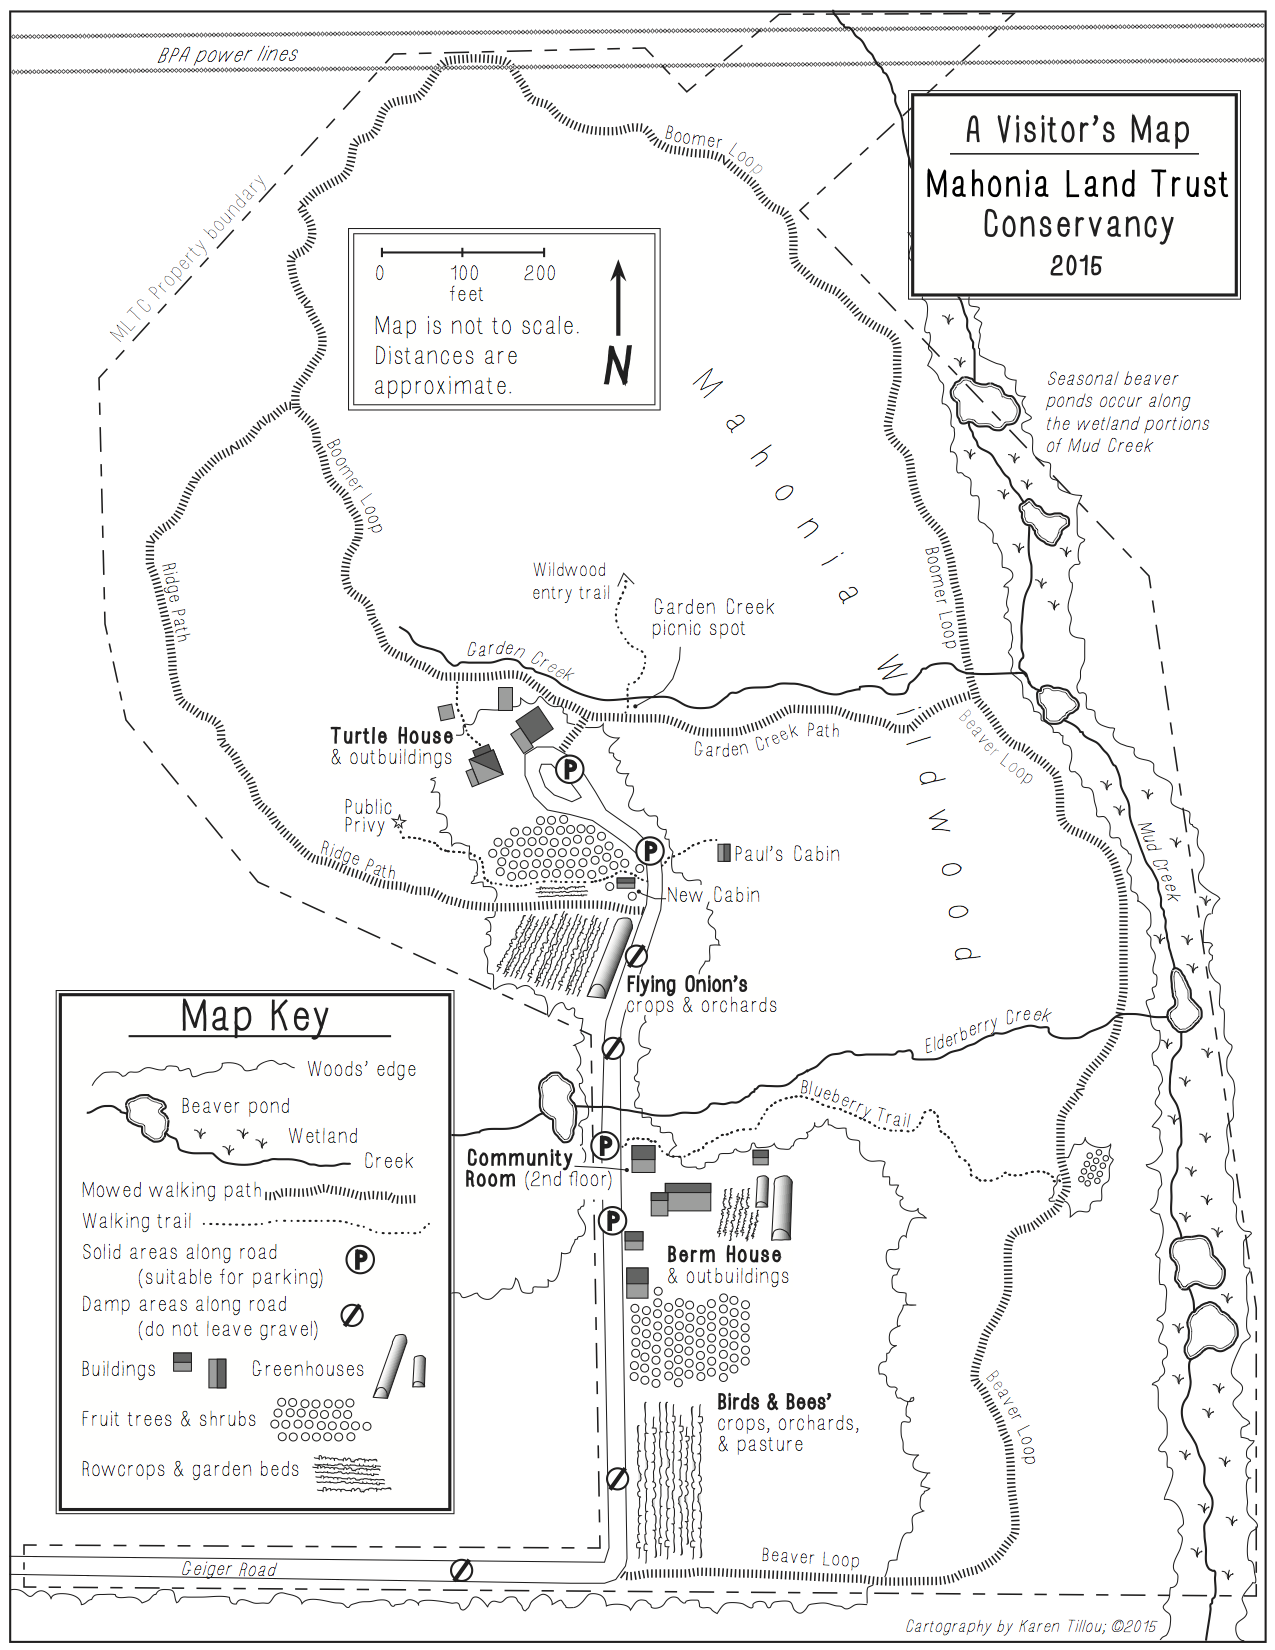 BPA power lines
A Visitor's Map
Mahonia Land Trust
Conservancy
2015
Boomer Loop
MLTC Property boundary
0 100 200
feet
Map is not to scale.
Distances are
approximate.
N
Seasonal beaver
ponds occur along
the wetland portions
of Mud Creek
Mahonia Wildwood
Boomer Loop
Boomer Loop
Ridge Path
Wildwood
entry trail
Garden Creek
picnic spot
Garden Creek
Turtle House
& outbuildings
Garden Creek Path
Beaver Loop
P
Public
Privy
Ridge Path
P
Paul's Cabin
New Cabin
Mud Creek
Flying Onion's
crops & orchards
Elderberry Creek
Blueberry Trail
P
Community
Room (2nd floor)
P
Berm House
& outbuildings
Birds & Bees'
crops, orchards,
& pasture
Beaver Loop
Beaver Loop
Geiger Road
Map Key
Woods' edge
Beaver pond
Wetland
Creek
Mowed walking path
Walking trail
Solid areas along road
(suitable for parking)
P
Damp areas along road
(do not leave gravel)
Buildings
Greenhouses
Fruit trees & shrubs
Rowcrops & garden beds
Cartography by Karen Tillou; ©2015